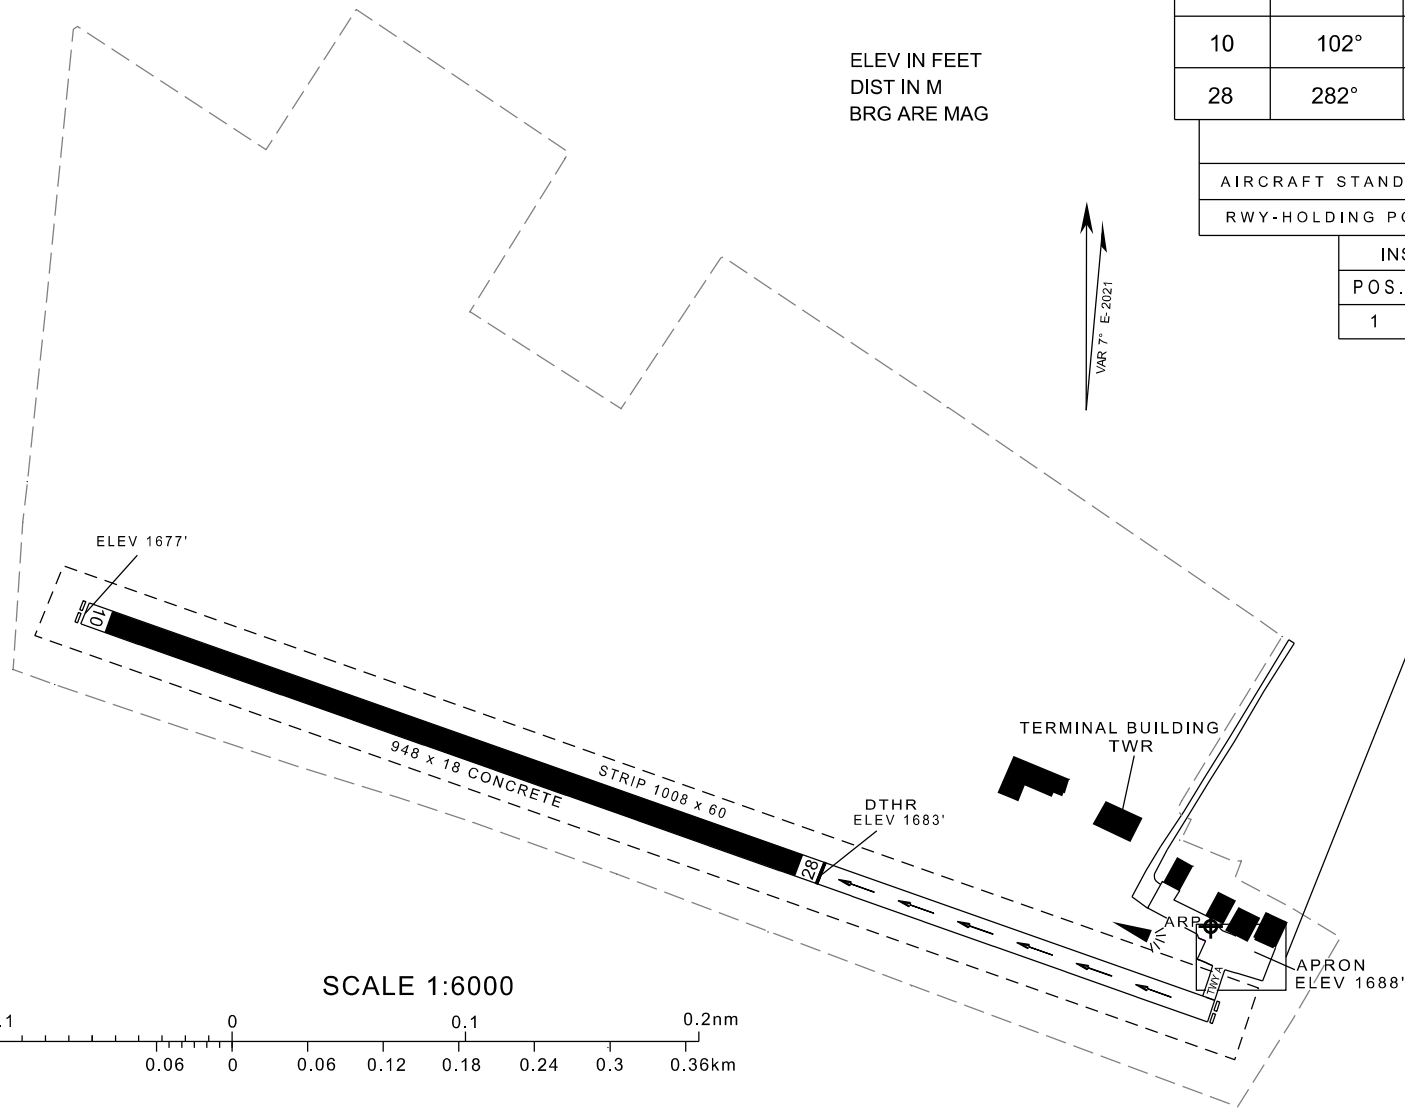 ELEV IN FEET
DIST IN M
BRG ARE MAG
10 102°
28 282°
AIRCRAFT STAND
RWY-HOLDING
POS.
1
VAR 7° E-2021
ELEV 1677'
10
948 x 18 CONCRETE
STRIP 1008 x 60
28
DTHR
ELEV 1683'
TERMINAL BUILDING
TWR
ARP
TWY A
APRON
ELEV 1688'
SCALE 1:6000
.1 0 0.1 0.2nm
0.06 0 0.06 0.12 0.18 0.24 0.3 0.36km